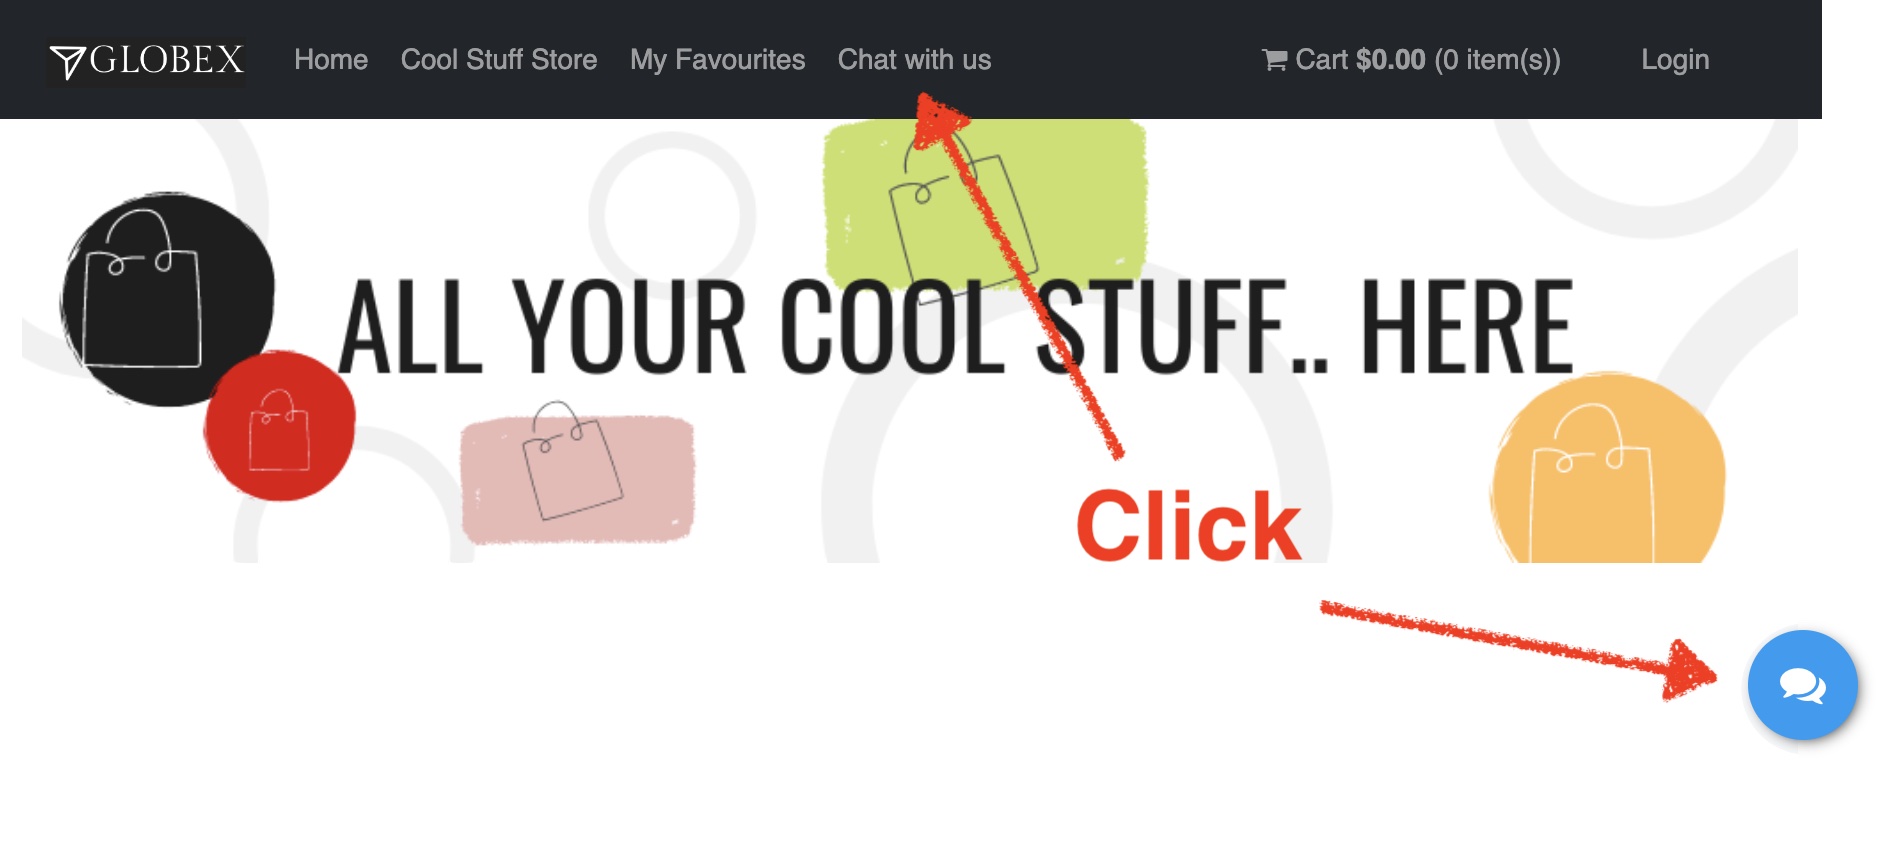 GLOBEX Home Cool Stuff Store My Favourites Chat with us Cart $0.00 (0 item(s)) Login
ALL YOUR COOL STUFF.. HERE
Click